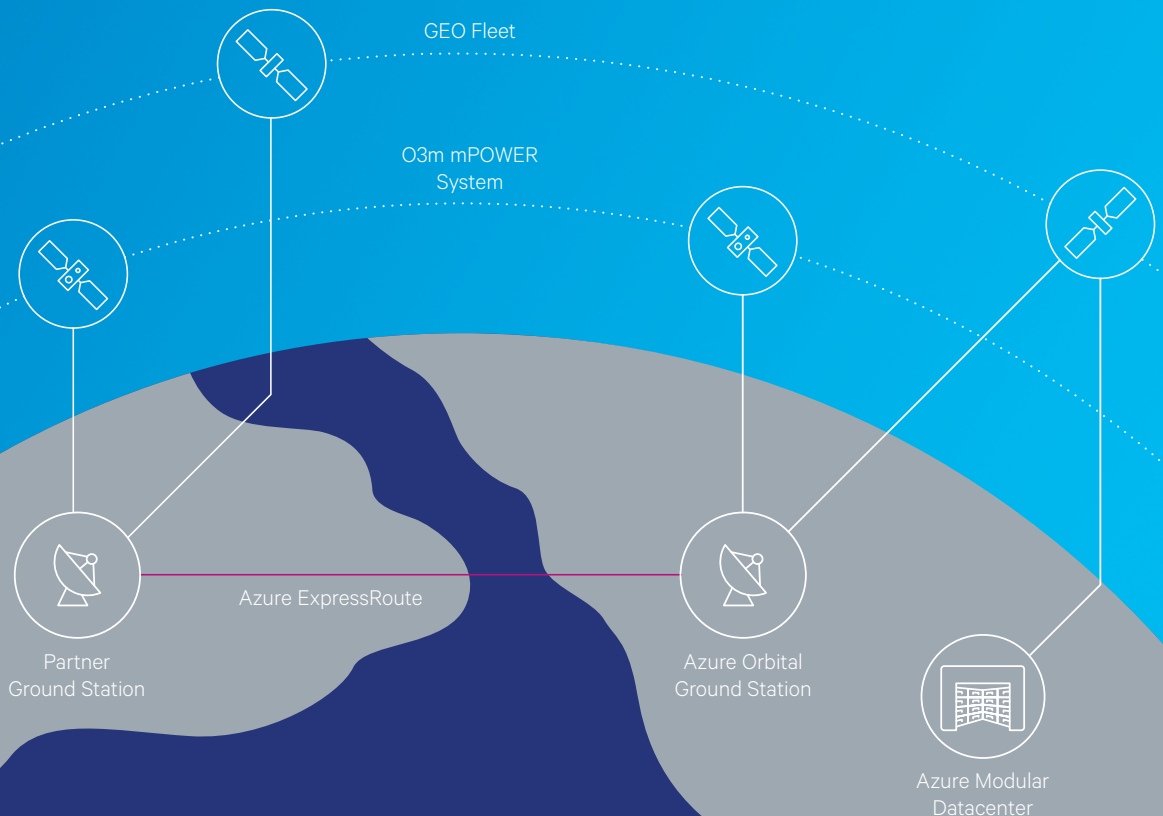 GEO Fleet
O3m mPOWER
System
Azure ExpressRoute
Partner
Ground Station
Azure Orbital
Ground Station
Azure Modular
Datacenter